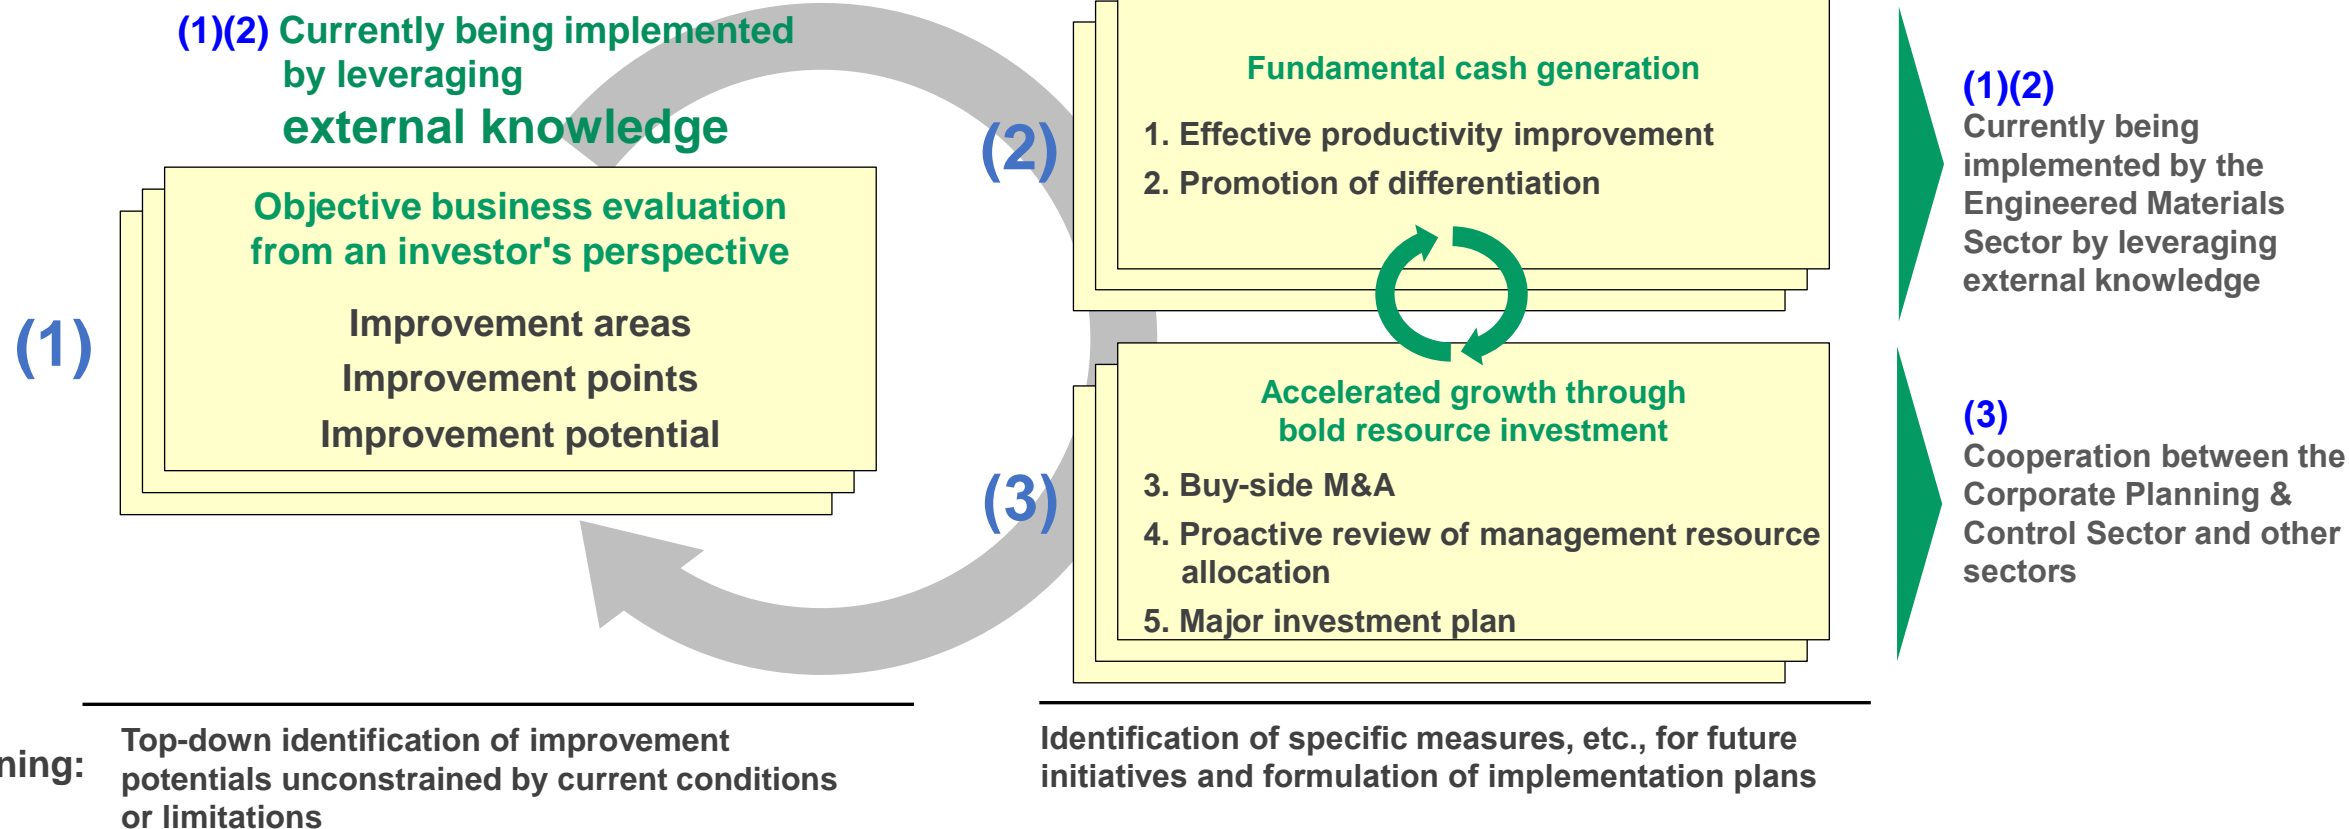 (1)(2) Currently being implemented
by leveraging
external knowledge
(1)
Objective business evaluation
from an investor's perspective
Improvement areas
Improvement points
Improvement potential
(2)
Fundamental cash generation
1. Effective productivity improvement
2. Promotion of differentiation
(1)(2)
Currently being
implemented by the
Engineered Materials
Sector by leveraging
external knowledge
(3)
Accelerated growth through
bold resource investment
3. Buy-side M&A
4. Proactive review of management resource
allocation
5. Major investment plan
(3)
Cooperation between the
Corporate Planning &
Control Sector and other
sectors
Top-down identification of improvement
potentials unconstrained by current conditions
or limitations
Identification of specific measures, etc., for future
initiatives and formulation of implementation plans